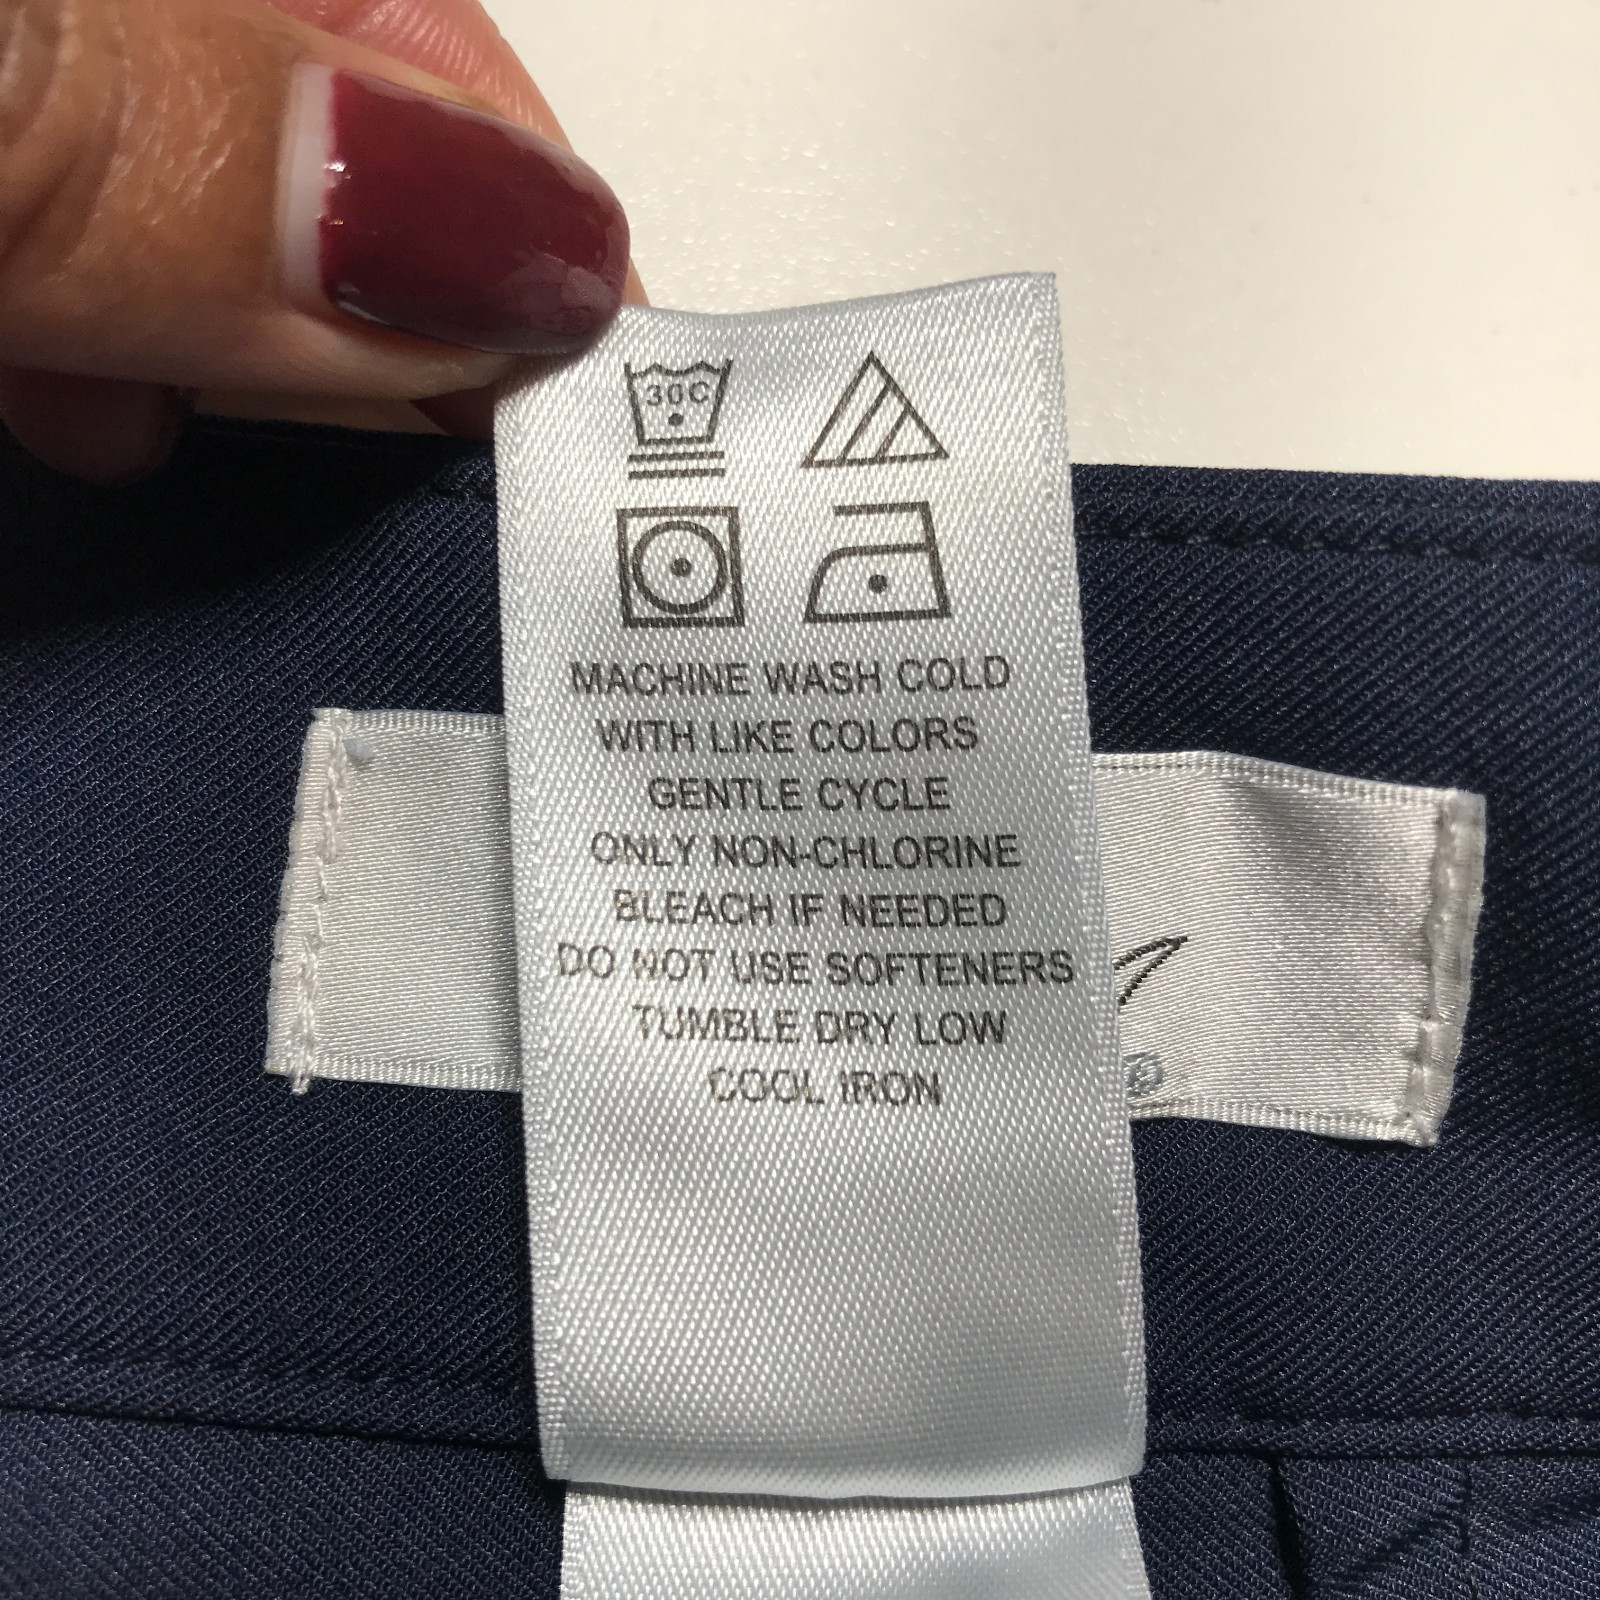 30C
MACHINE WASH COLD
WITH LIKE COLORS
GENTLE CYCLE
ONLY NON-CHLORINE
BLEACH IF NEEDED
DO NOT USE SOFTENERS
TUMBLE DRY LOW
COOL IRON